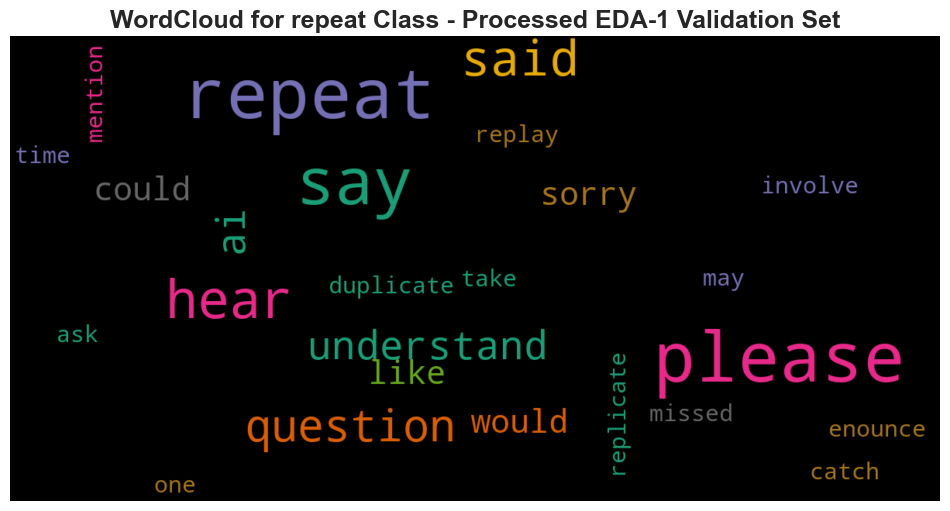 WordCloud for repeat Class - Processed EDA-1 Validation Set
mention
repeat
said
replay
time
could
say
sorry
involve
ai
hear
duplicate
take
may
ask
understand
like
please
replicate
missed
question
would
enounce
catch
one